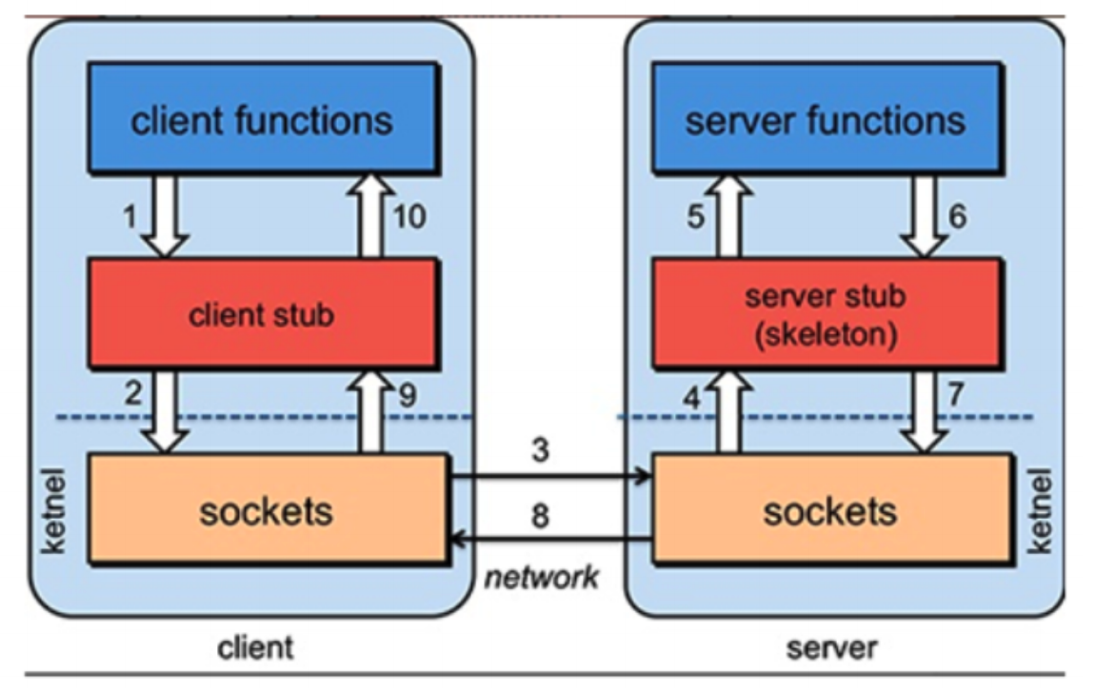 client functions
server functions
1
10
5
6
client stub
server stub
(skeleton)
2
9
4
7
3
ketnel
sockets
8
sockets
ketnel
network
client
server